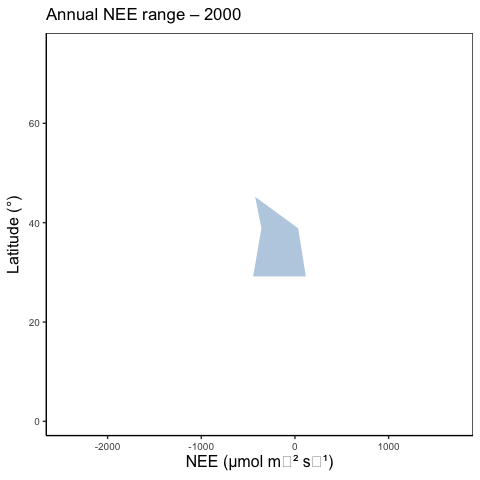 Annual NEE range – 2000
Latitude (°)
60
40
20
0
-2000 -1000 0 1000
NEE (µmol m□² s□¹)